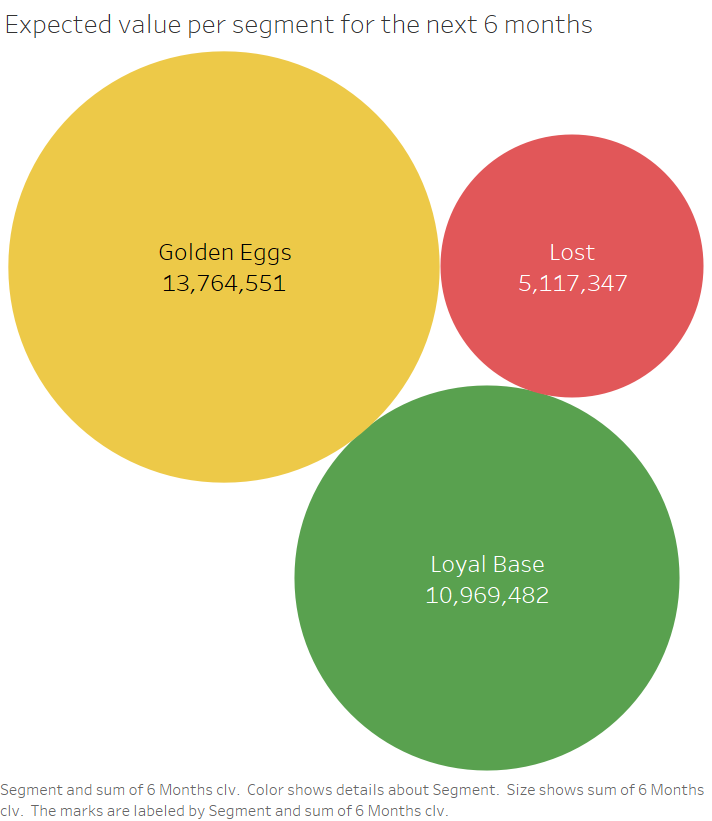 Expected value per segment for the next 6 months
Golden Eggs
13,764,551
Lost
5,117,347
Loyal Base
10,969,482
Segment and sum of 6 Months clv.  Color shows details about Segment.  Size shows sum of 6 Months
clv.  The marks are labeled by Segment and sum of 6 Months clv.